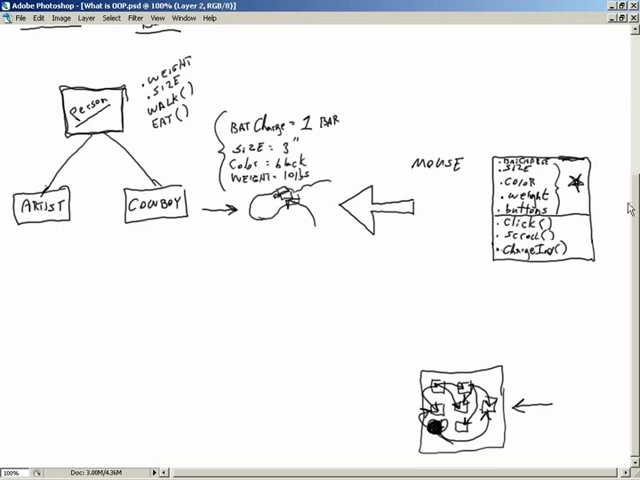 Adobe Photoshop - [What is OOP.psd @ 100% (Layer 2, RGB/8)]
File Edit Image Layer Select Filter View Window Help
Person
. WEIGHT
. SIZE
WALK()
EAT()
ARTIST
COWBOY
BAT Charge = 1 BAR
SIZE = 3"
Color = black
WEIGHT = 10lbs
MOUSE
. BATCHARGE
. SIZE
. COLOR
. weight
. buttons
. Click()
. Scroll()
100%
Doc: 3.00M/4.36M